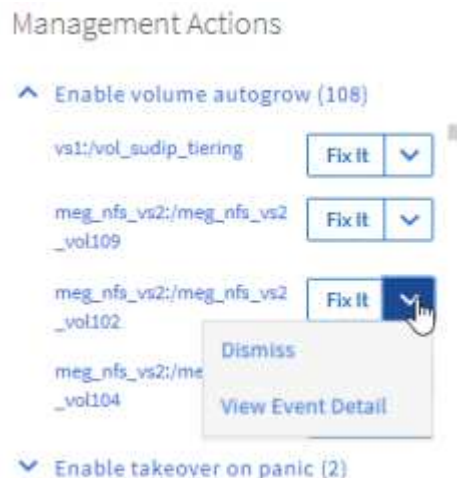 Management Actions
Enable volume autogrow (108)
vs1:/vol_sudip_tiering
Fix It
meg_nfs_vs2:/meg_nfs_vs2
_vol109
Fix It
meg_nfs_vs2:/meg_nfs_vs2
_vol102
Fix It
Dismiss
meg_nfs_vs2:/me
_vol104
View Event Detail
Enable takeover on panic (2)